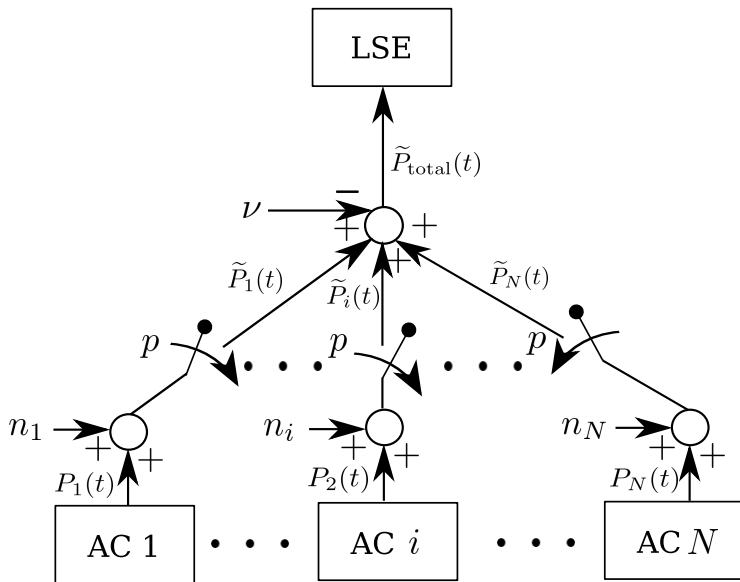 LSE
P̃total(t)
−
ν
+ + +
P̃1(t) P̃i(t) P̃N(t)
p p p
n1 ni nN
+ + + + + +
P1(t) P2(t) PN(t)
AC 1 AC i AC N